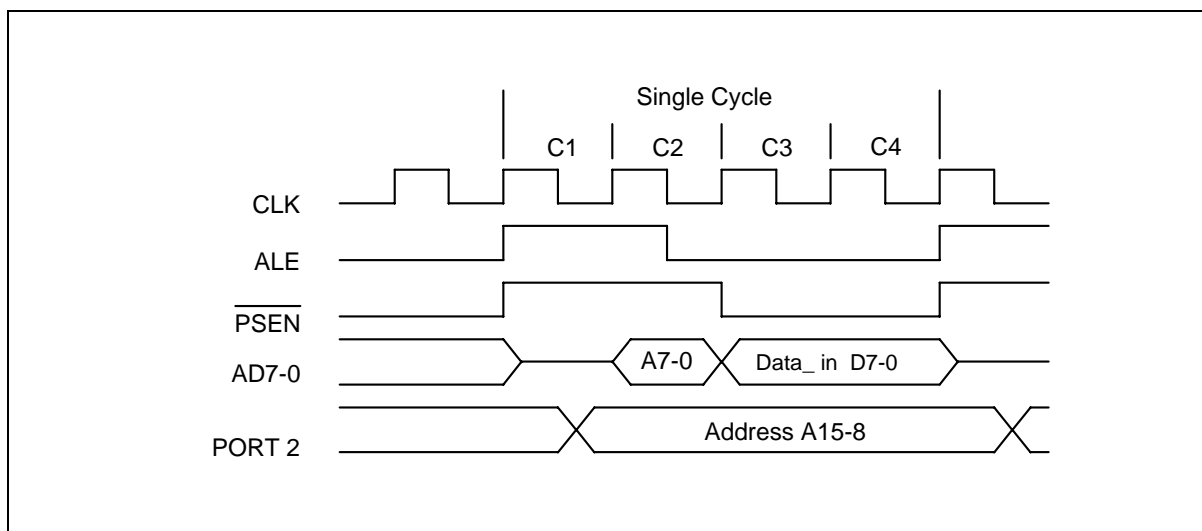 Single Cycle
C1 C2 C3 C4
CLK
ALE
PSEN
AD7-0 A7-0 Data_ in D7-0
PORT 2 Address A15-8